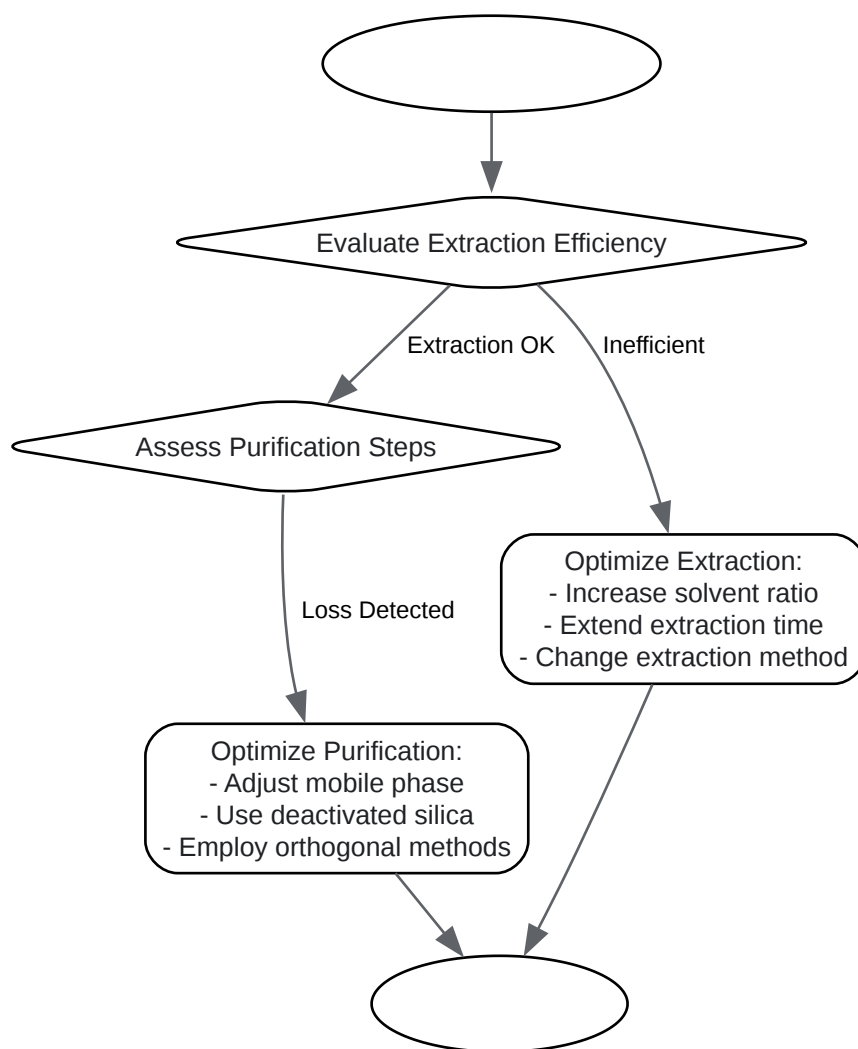 Evaluate Extraction Efficiency
Extraction OK
Inefficient
Assess Purification Steps
Optimize Extraction:
- Increase solvent ratio
- Extend extraction time
- Change extraction method
Loss Detected
Optimize Purification:
- Adjust mobile phase
- Use deactivated silica
- Employ orthogonal methods